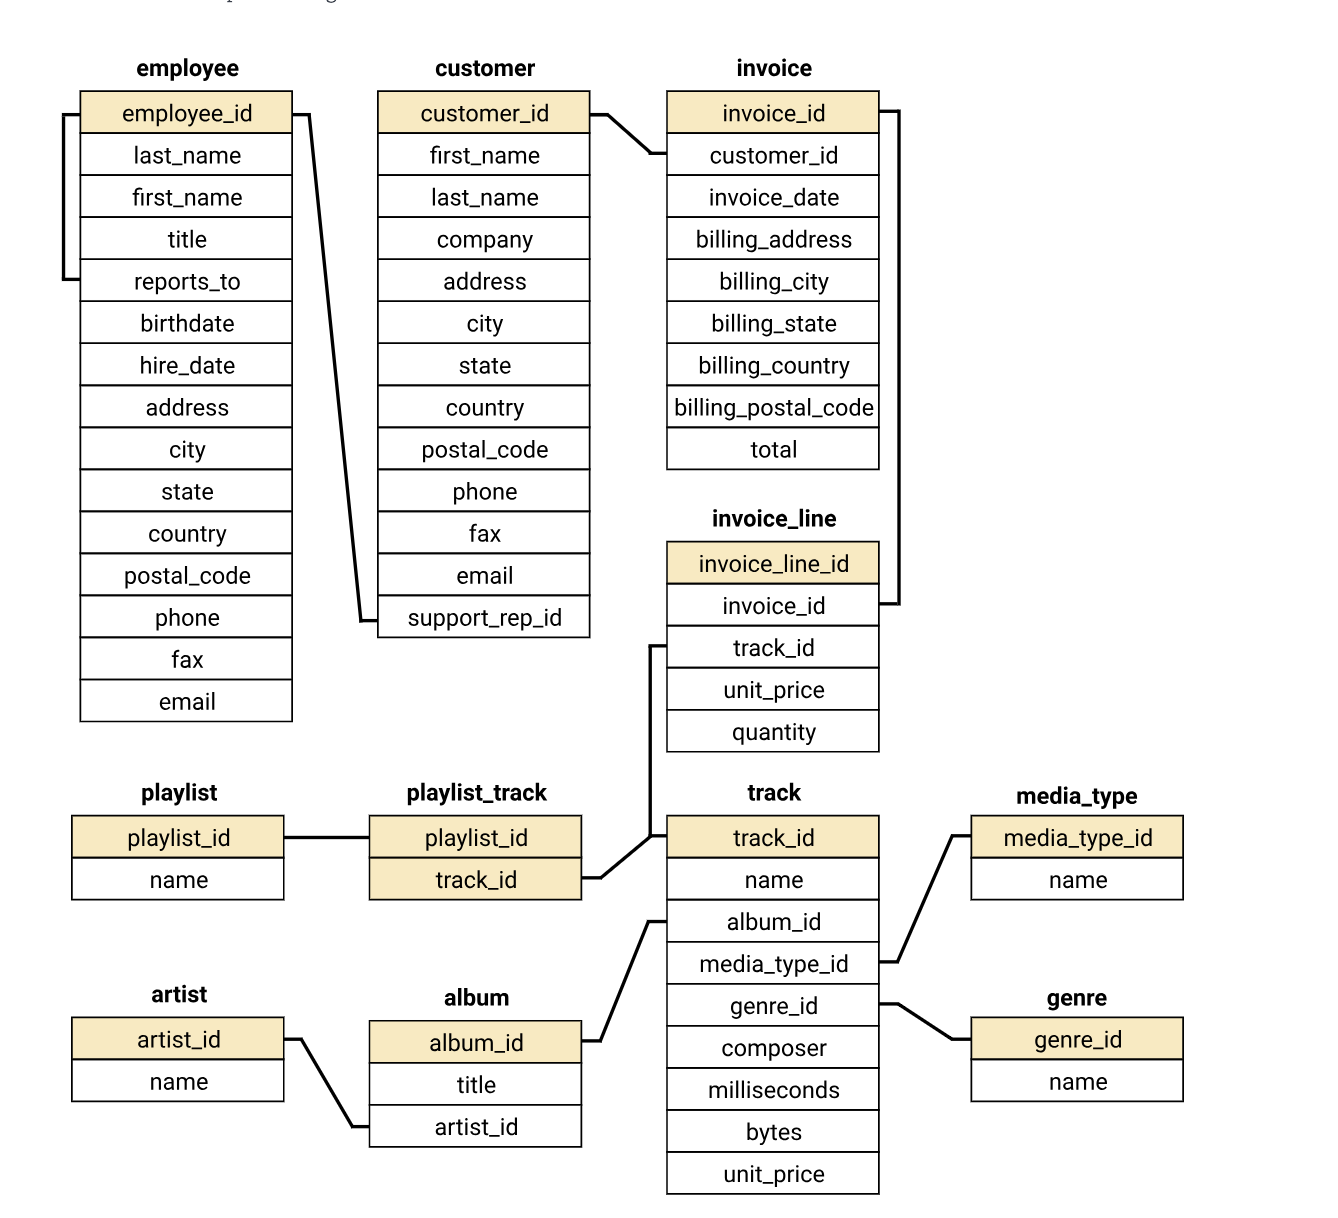 employee
employee_id
last_name
first_name
title
reports_to
birthdate
hire_date
address
city
state
country
postal_code
phone
fax
email
customer
customer_id
first_name
last_name
company
address
city
state
country
postal_code
phone
fax
email
support_rep_id
invoice
invoice_id
customer_id
invoice_date
billing_address
billing_city
billing_state
billing_country
billing_postal_code
total
invoice_line
invoice_line_id
invoice_id
track_id
unit_price
quantity
playlist
playlist_id
name
playlist_track
playlist_id
track_id
track
track_id
name
album_id
media_type_id
genre_id
composer
milliseconds
bytes
unit_price
media_type
media_type_id
name
artist
artist_id
name
album
album_id
title
artist_id
genre
genre_id
name